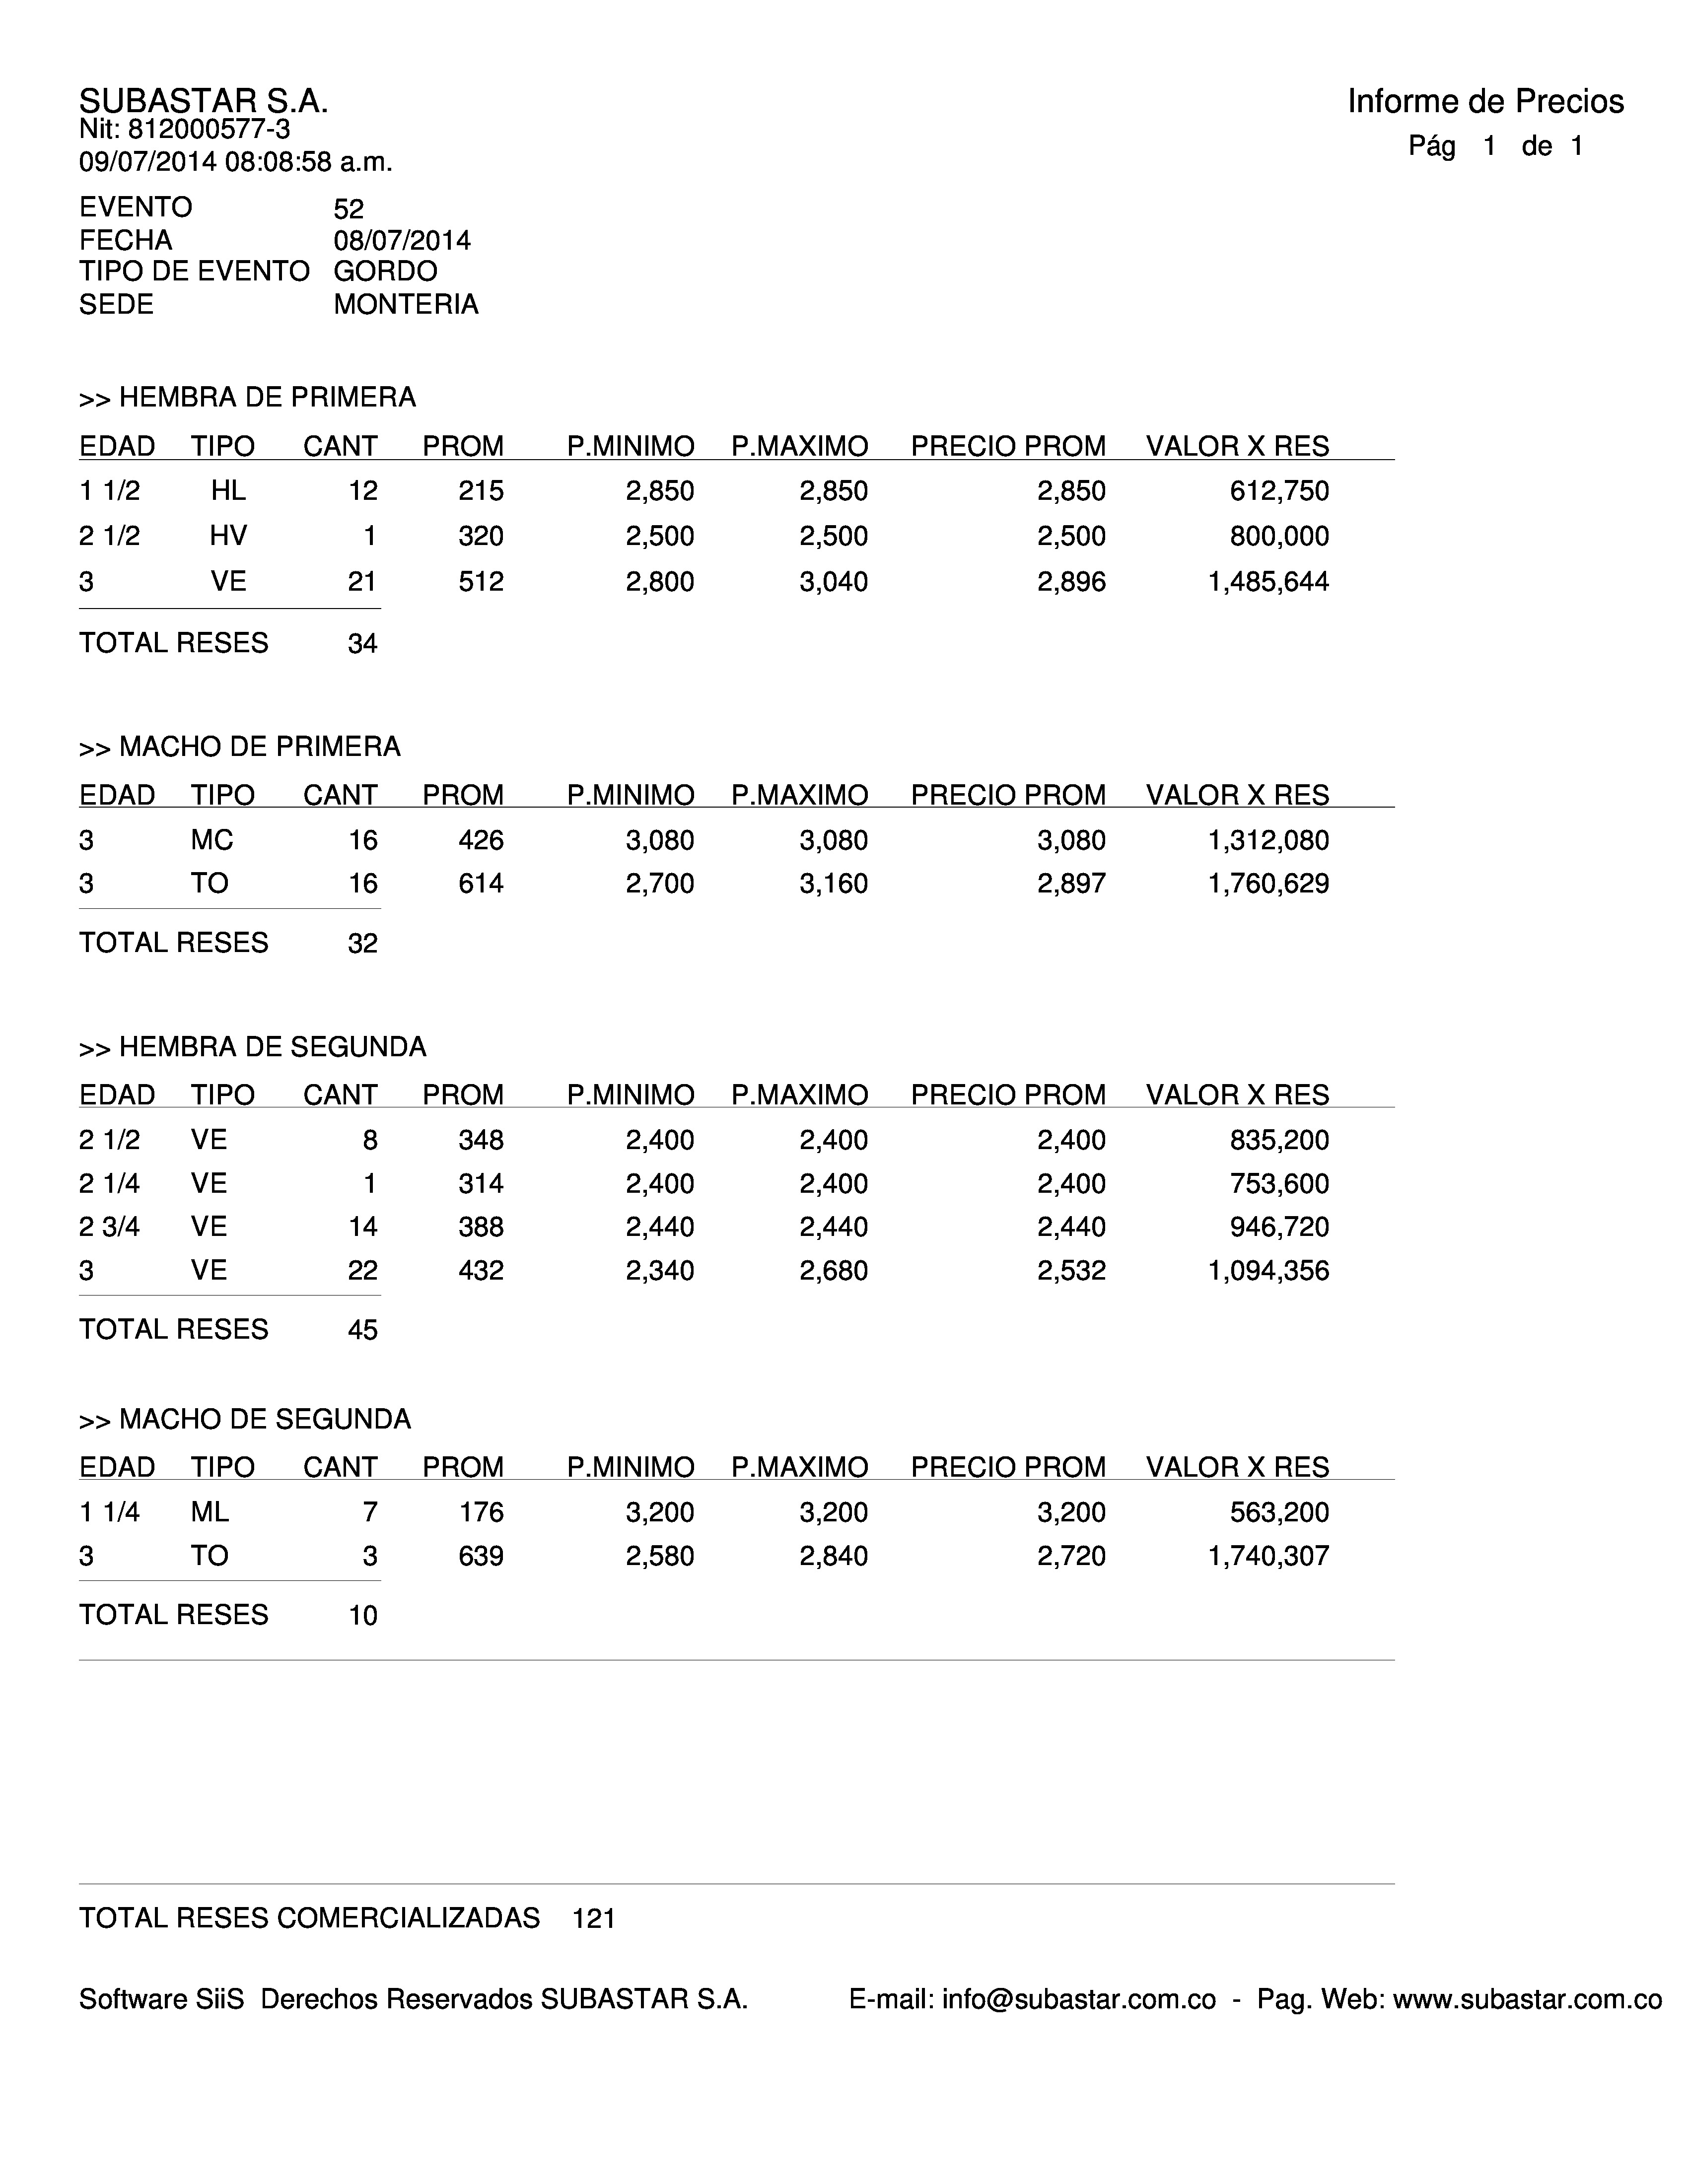 SUBASTAR S.A. Informe de Precios
Nit: 812000577-3
09/07/2014 08:08:58 a.m. Pág 1 de 1
EVENTO 52
FECHA 08/07/2014
TIPO DE EVENTO GORDO
SEDE MONTERIA
>> HEMBRA DE PRIMERA
EDAD TIPO CANT PROM P.MINIMO P.MAXIMO PRECIO PROM VALOR X RES
1 1/2 HL 12 215 2,850 2,850 2,850 612,750
2 1/2 HV 1 320 2,500 2,500 2,500 800,000
3 VE 21 512 2,800 3,040 2,896 1,485,644
TOTAL RESES 34
>> MACHO DE PRIMERA
EDAD TIPO CANT PROM P.MINIMO P.MAXIMO PRECIO PROM VALOR X RES
3 MC 16 426 3,080 3,080 3,080 1,312,080
3 TO 16 614 2,700 3,160 2,897 1,760,629
TOTAL RESES 32
>> HEMBRA DE SEGUNDA
EDAD TIPO CANT PROM P.MINIMO P.MAXIMO PRECIO PROM VALOR X RES
2 1/2 VE 8 348 2,400 2,400 2,400 835,200
2 1/4 VE 1 314 2,400 2,400 2,400 753,600
2 3/4 VE 14 388 2,440 2,440 2,440 946,720
3 VE 22 432 2,340 2,680 2,532 1,094,356
TOTAL RESES 45
>> MACHO DE SEGUNDA
EDAD TIPO CANT PROM P.MINIMO P.MAXIMO PRECIO PROM VALOR X RES
1 1/4 ML 7 176 3,200 3,200 3,200 563,200
3 TO 3 639 2,580 2,840 2,720 1,740,307
TOTAL RESES 10
TOTAL RESES COMERCIALIZADAS 121
Software SiiS Derechos Reservados SUBASTAR S.A. E-mail: info@subastar.com.co - Pag. Web: www.subastar.com.co